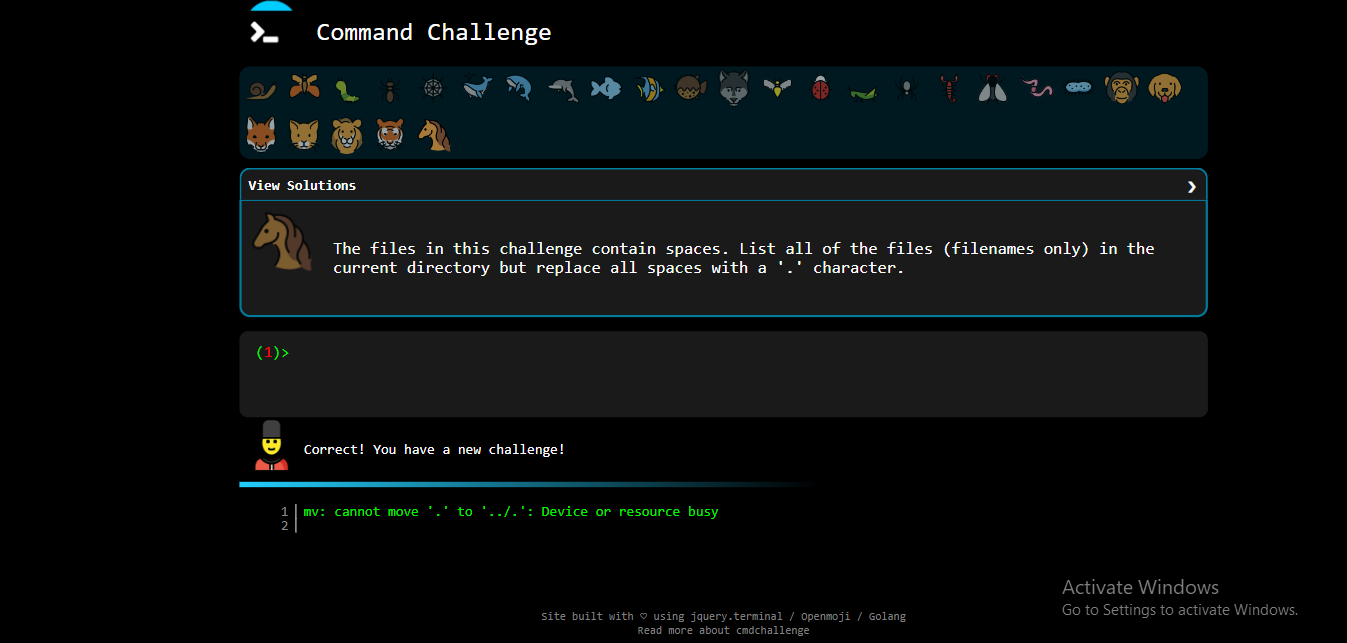 Command Challenge
View Solutions
The files in this challenge contain spaces. List all of the files (filenames only) in the
current directory but replace all spaces with a '.' character.
(1)>
Correct! You have a new challenge!
1 mv: cannot move '.' to '../.': Device or resource busy
2
Activate Windows
Go to Settings to activate Windows.
Site built with ♡ using jquery.terminal / Openmoji / Golang
Read more about cmdchallenge